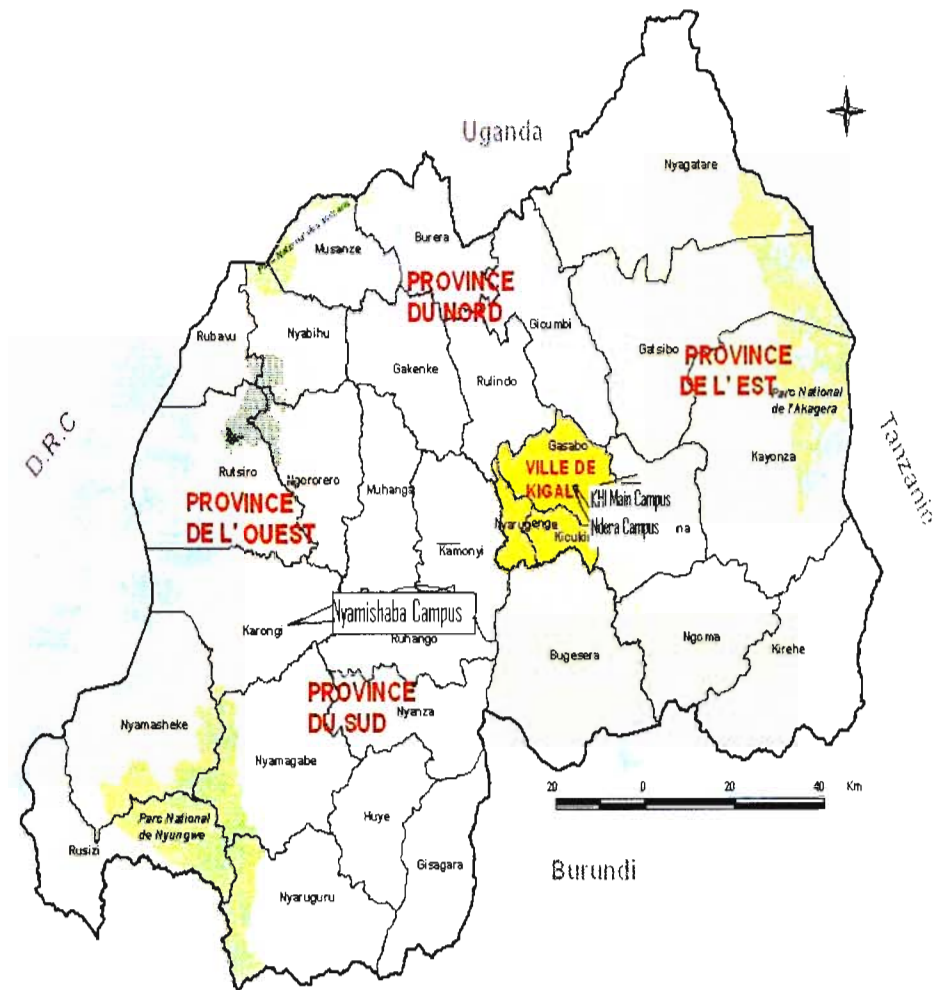 Uganda
Nyagatare
Burera
Musanze
PROVINCE
DU NORD
Gicumbi
Rubavu
Nyabihu
Gakenke
Rulindo
Gatsibo
PROVINCE
DE L'EST
Parc National
de l'Akagera
Kayonza
D.R.C
Tanzanie
Gasabo
VILLE DE
KIGALI
KHI Main Campus
Ndera Campus
na
Nyarugenge
Rutsiro
Ngororero
Muhanga
PROVINCE
DE L'OUEST
Kamonyi
Nyamishaba Campus
Karongi
Ruhango
Bugesera
Ngoma
Kirehe
PROVINCE
DU SUD
Nyanza
Nyamasheke
Nyamagabe
20 0 20 40 Km
Parc National
de Nyungwe
Huye
Rusizi
Gisagara
Burundi
Nyaruguru